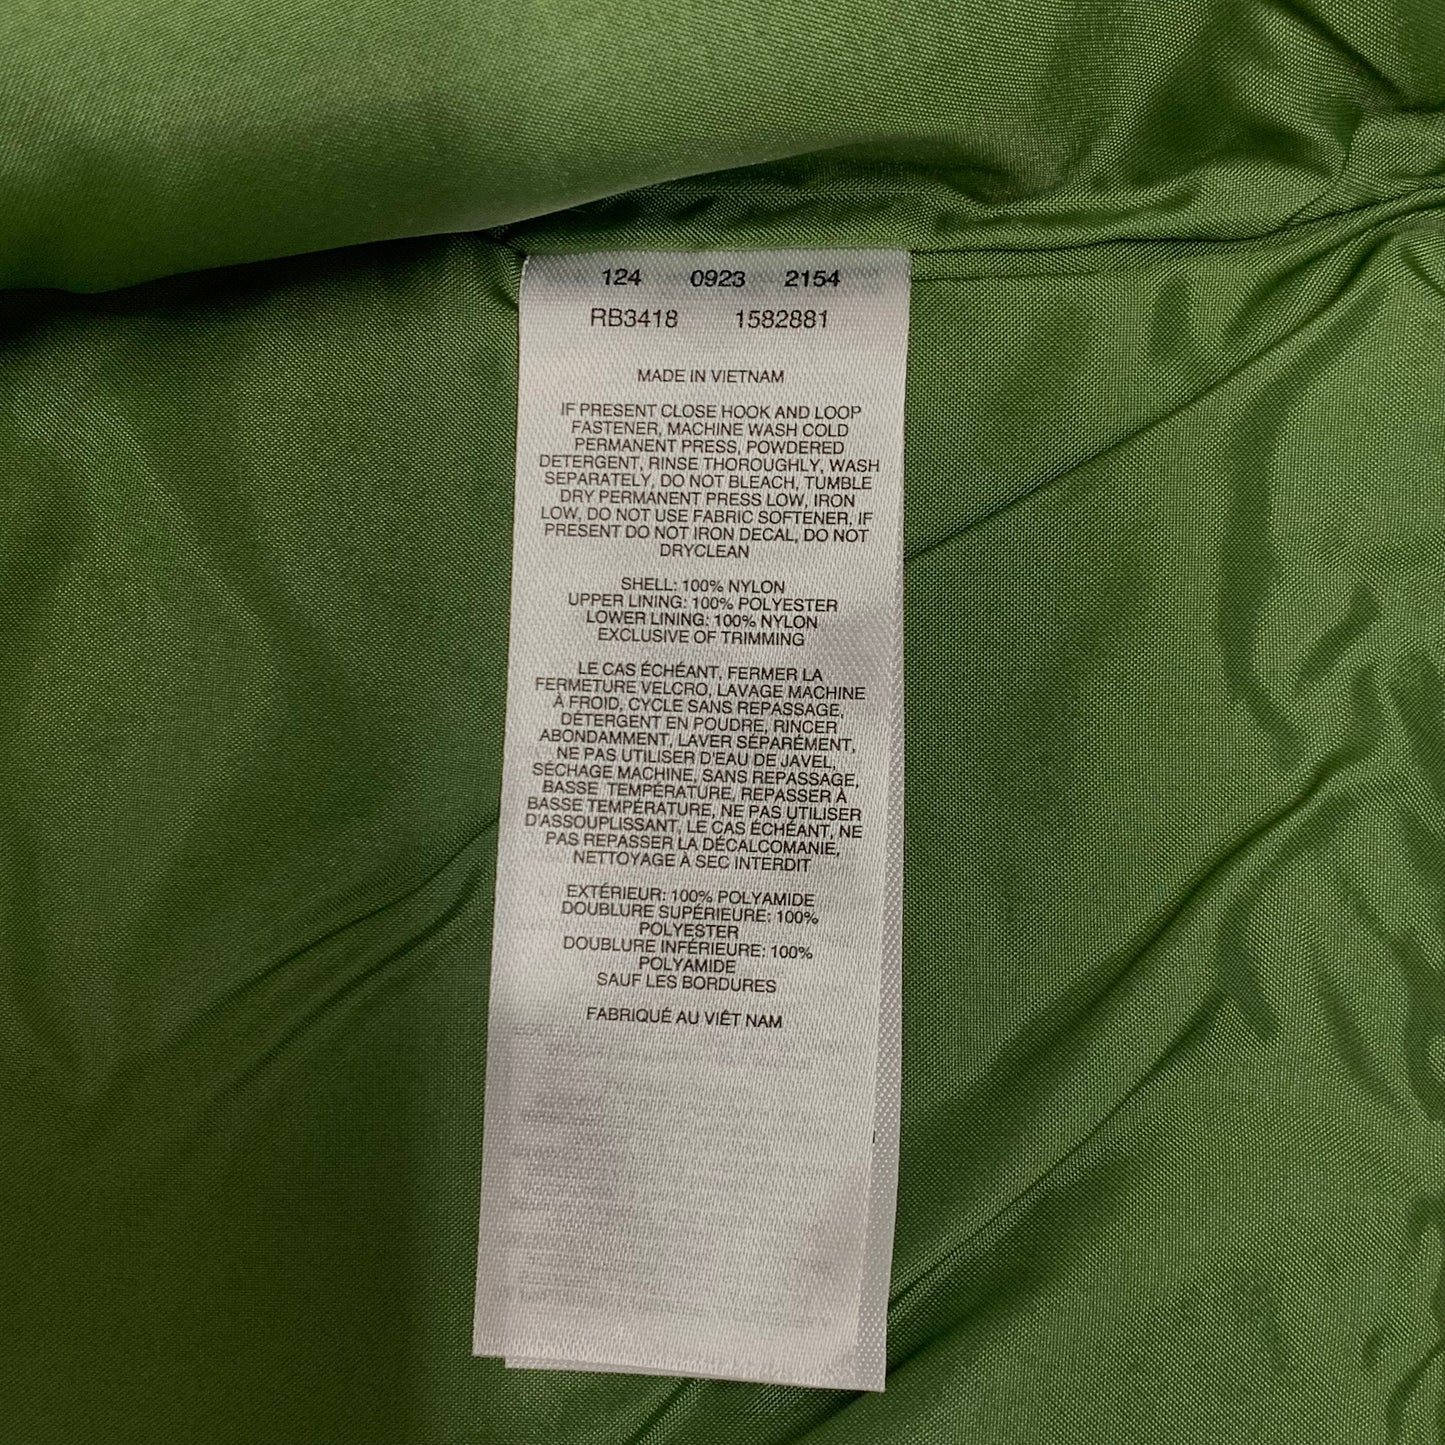 124 0923 2154
RB3418 1582881
MADE IN VIETNAM
IF PRESENT CLOSE HOOK AND LOOP
FASTENER, MACHINE WASH COLD
PERMANENT PRESS, POWDERED
DETERGENT, RINSE THOROUGHLY, WASH
SEPARATELY, DO NOT BLEACH, TUMBLE
DRY PERMANENT PRESS LOW, IRON
LOW, DO NOT USE FABRIC SOFTENER, IF
PRESENT DO NOT IRON DECAL, DO NOT
DRYCLEAN
SHELL: 100% NYLON
UPPER LINING: 100% POLYESTER
LOWER LINING: 100% NYLON
EXCLUSIVE OF TRIMMING
LE CAS ÉCHÉANT, FERMER LA
FERMETURE VELCRO, LAVAGE MACHINE
À FROID, CYCLE SANS REPASSAGE,
DÉTERGENT EN POUDRE, RINCER
ABONDAMMENT, LAVER SÉPARÉMENT,
NE PAS UTILISER D'EAU DE JAVEL,
SÉCHAGE MACHINE, SANS REPASSAGE,
BASSE TEMPÉRATURE, REPASSER À
BASSE TEMPÉRATURE, NE PAS UTILISER
D'ASSOUPLISSANT, LE CAS ÉCHÉANT, NE
PAS REPASSER LA DÉCALCOMANIE,
NETTOYAGE À SEC INTERDIT
EXTÉRIEUR: 100% POLYAMIDE
DOUBLURE SUPÉRIEURE: 100%
POLYESTER
DOUBLURE INFÉRIEURE: 100%
POLYAMIDE
SAUF LES BORDURES
FABRIQUÉ AU VIÊT NAM